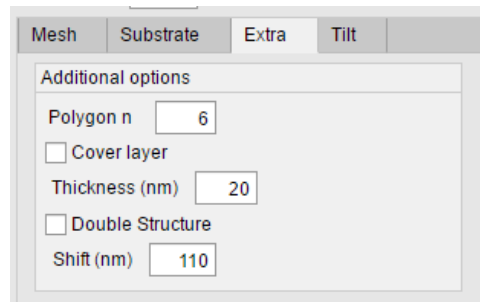 Mesh Substrate Extra Tilt
Additional options
Polygon n 6
Cover layer
Thickness (nm) 20
Double Structure
Shift (nm) 110